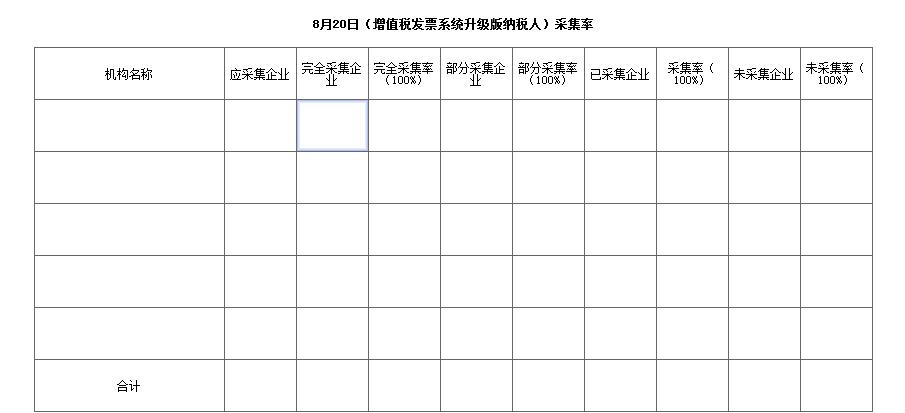 8月20日（增值税发票系统升级版纳税人）采集率
机构名称
应采集企业
完全采集企
业
完全采集率
（100%）
部分采集企
业
部分采集率
（100%）
已采集企业
采集率（
100%）
未采集企业
未采集率（
100%）
合计